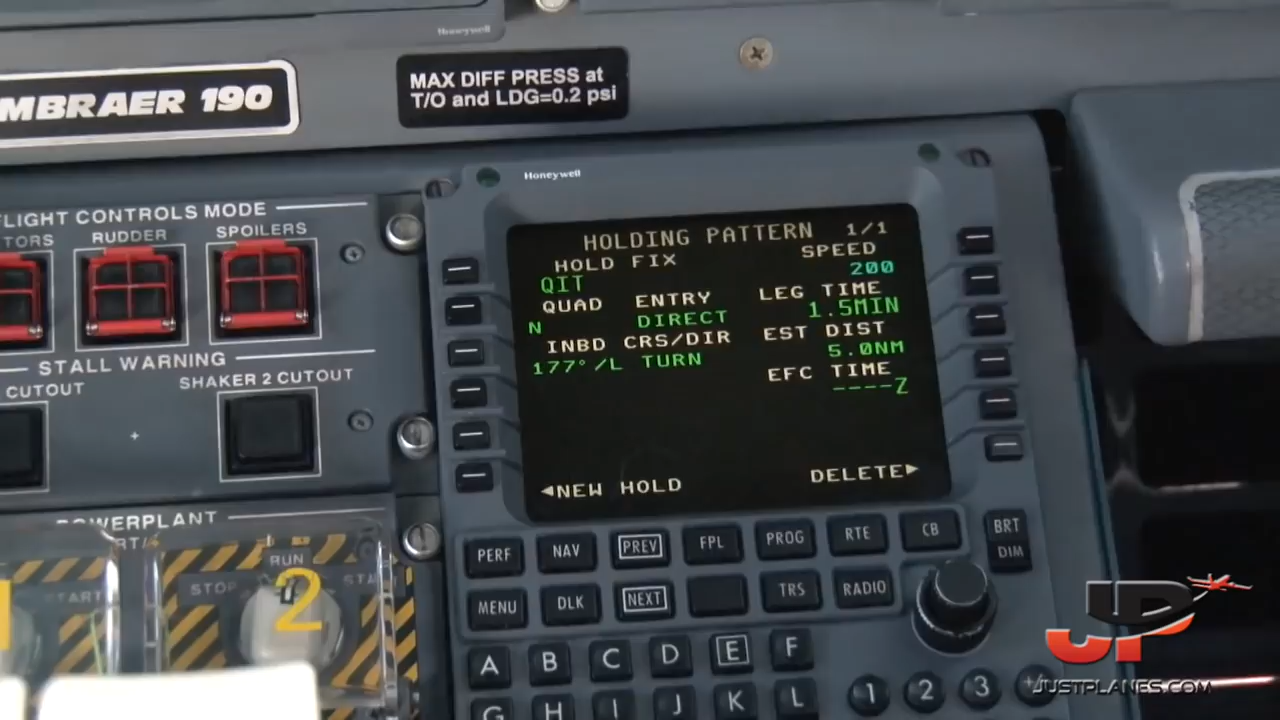 Honeywell
MBRAER 190
MAX DIFF PRESS at
T/O and LDG=0.2 psi
Honeywell
FLIGHT CONTROLS MODE
TORS RUDDER SPOILERS
STALL WARNING
CUTOUT SHAKER 2 CUTOUT
POWERPLANT
RUN
STOP
START
2
HOLDING PATTERN 1/1
HOLD FIX SPEED
QIT 200
QUAD ENTRY LEG TIME
N DIRECT 1.5MIN
INBD CRS/DIR EST DIST
177°/L TURN 5.0NM
EFC TIME
----Z
◄NEW HOLD DELETE►
PERF NAV PREV FPL PROG RTE CB BRT
DIM
MENU DLK NEXT TRS RADIO
A B C D E F
G H I J K L
1 2 3 +/-
JP
JUSTPLANES.COM